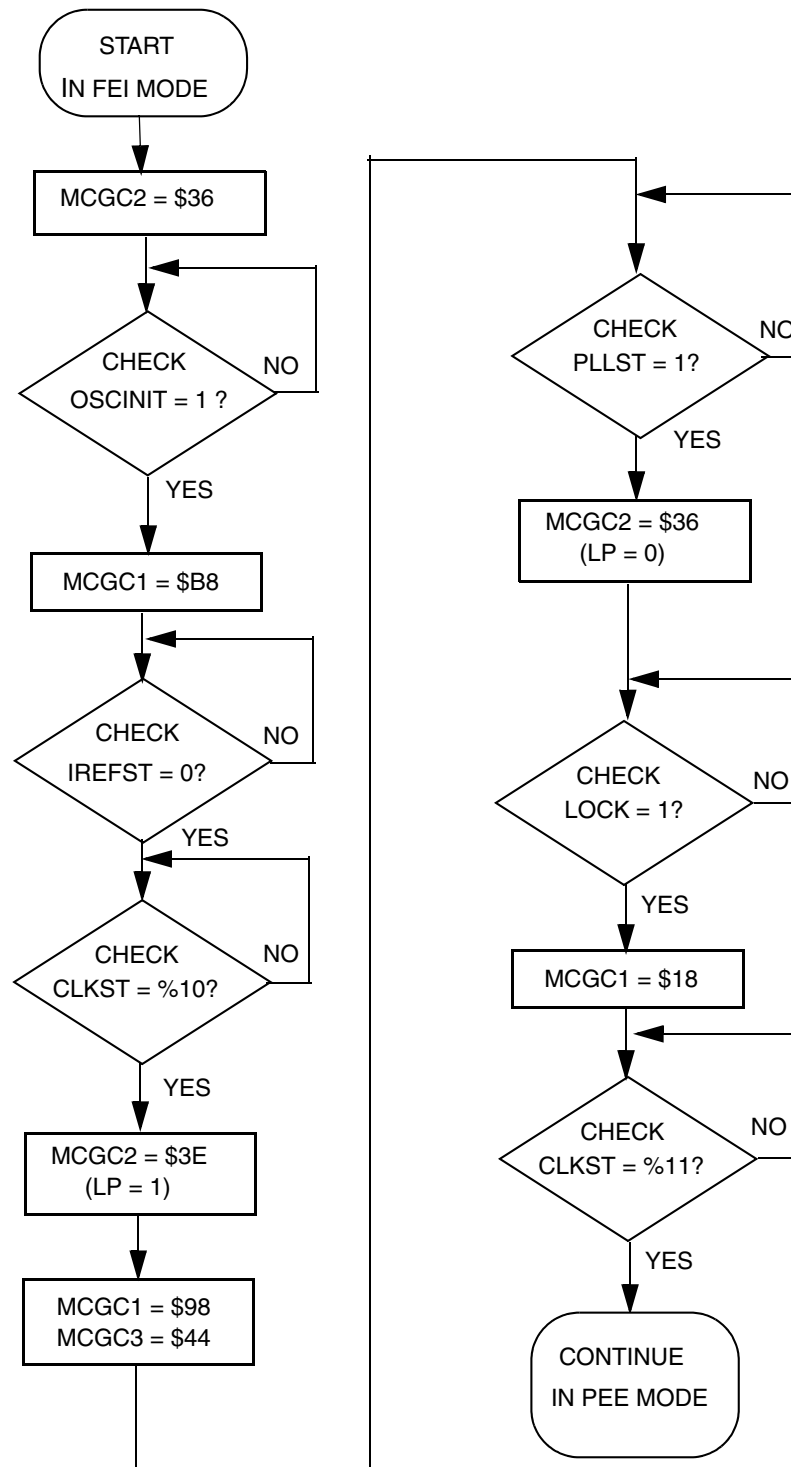 START
IN FEI MODE
MCGC2 = $36
CHECK
OSCINIT = 1 ?
NO
YES
MCGC1 = $B8
CHECK
IREFST = 0?
NO
YES
CHECK
CLKST = %10?
NO
YES
MCGC2 = $3E
(LP = 1)
MCGC1 = $98
MCGC3 = $44
CHECK
PLLST = 1?
NO
YES
MCGC2 = $36
(LP = 0)
CHECK
LOCK = 1?
NO
YES
MCGC1 = $18
CHECK
CLKST = %11?
NO
YES
CONTINUE
IN PEE MODE